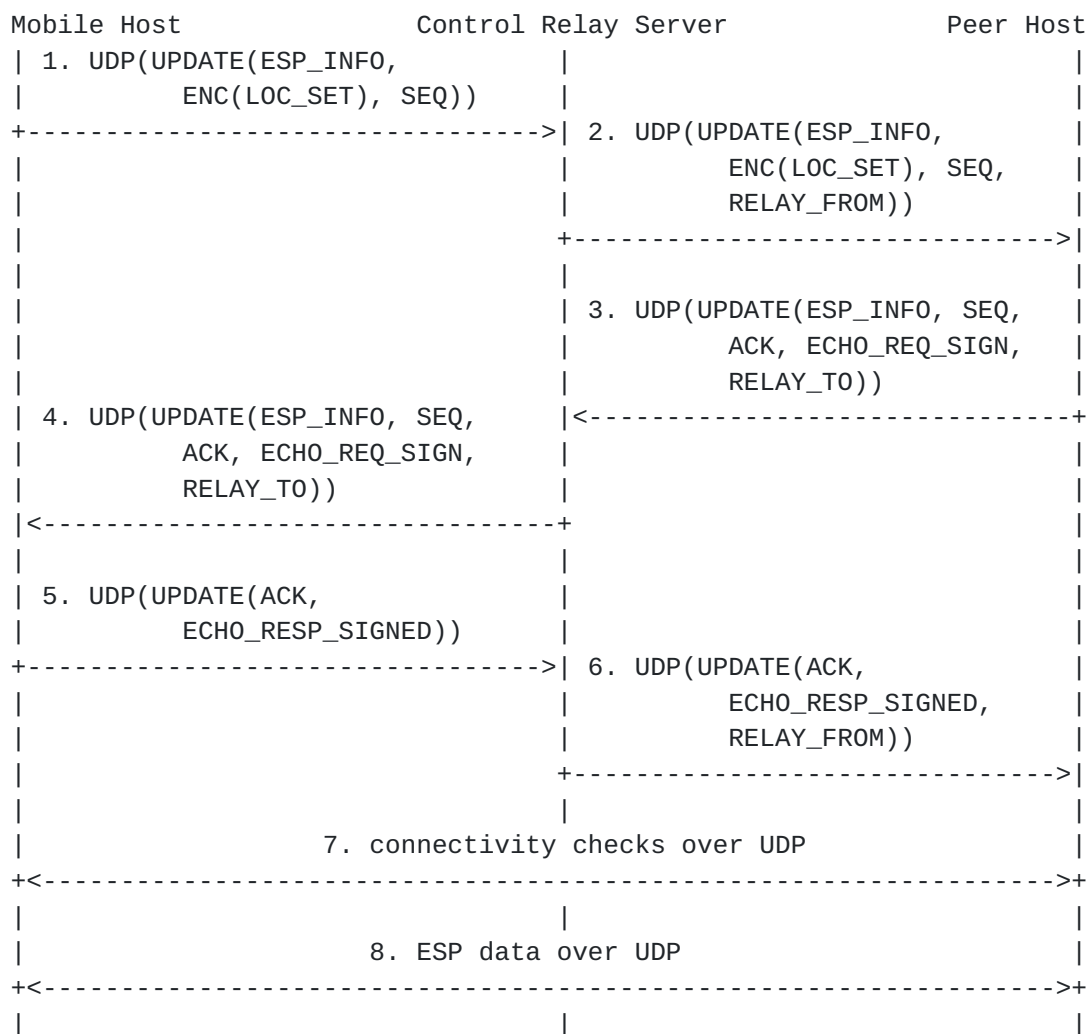 Mobile Host               Control Relay Server              Peer Host
| 1. UDP(UPDATE(ESP_INFO,          |                                |
|          ENC(LOC_SET), SEQ))     |                                |
+--------------------------------->| 2. UDP(UPDATE(ESP_INFO,        |
|                                  |          ENC(LOC_SET), SEQ,    |
|                                  |          RELAY_FROM))          |
|                                  +------------------------------->|
|                                  |                                |
|                                  | 3. UDP(UPDATE(ESP_INFO, SEQ,   |
|                                  |          ACK, ECHO_REQ_SIGN,   |
|                                  |          RELAY_TO))            |
| 4. UDP(UPDATE(ESP_INFO, SEQ,     |<-------------------------------+
|          ACK, ECHO_REQ_SIGN,     |                                |
|          RELAY_TO))              |                                |
|<---------------------------------+                                |
|                                  |                                |
| 5. UDP(UPDATE(ACK,               |                                |
|          ECHO_RESP_SIGNED))      |                                |
+--------------------------------->| 6. UDP(UPDATE(ACK,             |
|                                  |          ECHO_RESP_SIGNED,     |
|                                  |          RELAY_FROM))          |
|                                  +------------------------------->|
|                                  |                                |
|                   7. connectivity checks over UDP                 |
+<----------------------------------------------------------------->+
|                                  |                                |
|                      8. ESP data over UDP                         |
+<----------------------------------------------------------------->+
|                                  |                                |